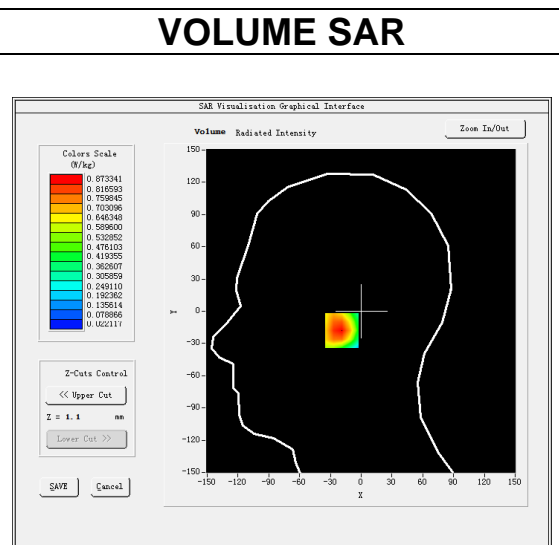 VOLUME SAR
SAR Visualisation Graphical Interface
Volume Radiated Intensity
Zoom In/Out
Colors Scale
(W/kg)
0.873341
0.816593
0.759845
0.703096
0.646348
0.589600
0.532852
0.476103
0.419355
0.362607
0.305859
0.249110
0.192362
0.135614
0.078866
0.022117
Z-Cuts Control
<< Upper Cut
Z = 1.1 mm
Lower Cut >>
SAVE Cancel
150
120
90
60
30
0
-30
-60
-90
-120
-150
Y
-150 -120 -90 -60 -30 0 30 60 90 120 150
X